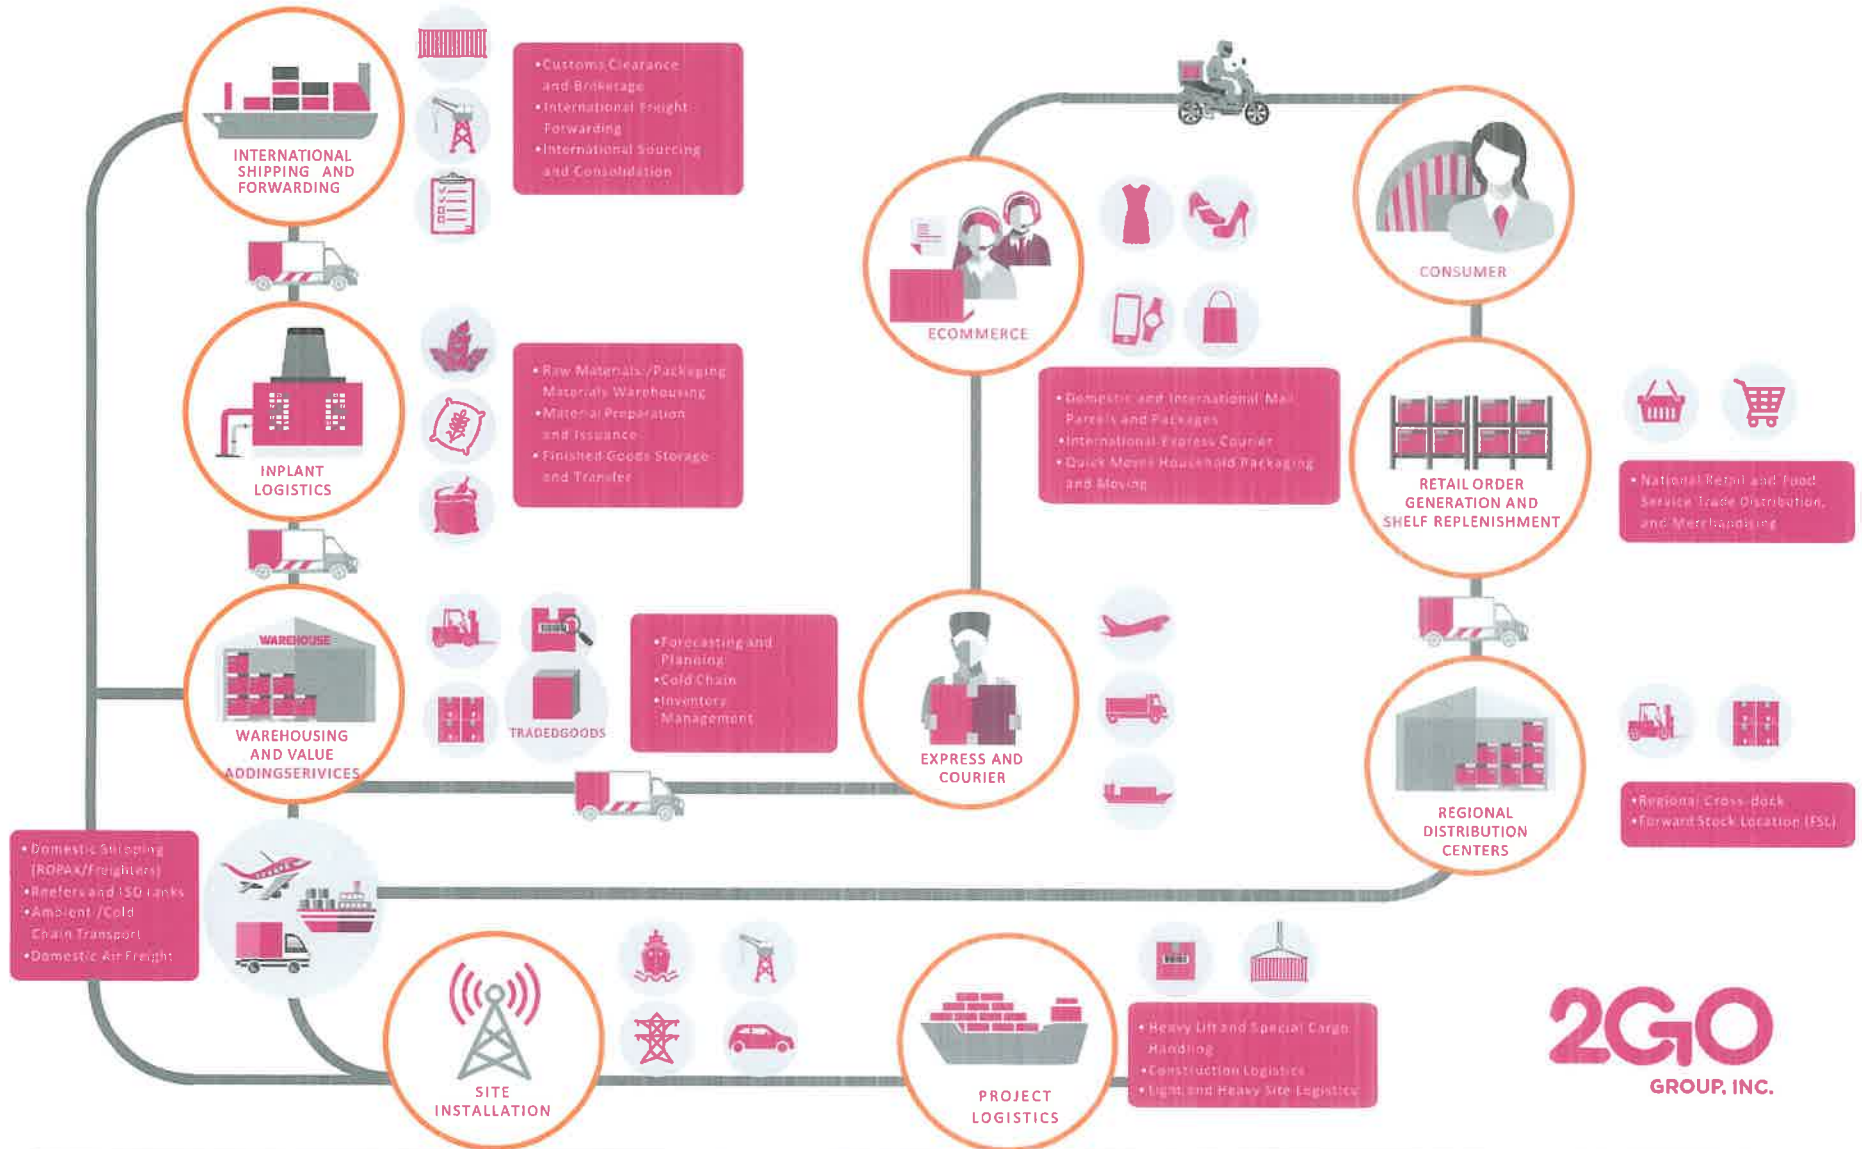 INTERNATIONAL
SHIPPING AND
FORWARDING
•Customs Clearance
and Brokerage
•International Freight
Forwarding
•International Sourcing
and Consolidation
INPLANT
LOGISTICS
•Raw Materials/Packaging
Materials Warehousing
•Material Preparation
and Issuance
•Finished Goods Storage
and Transfer
WAREHOUSE
WAREHOUSING
AND VALUE
ADDINGSERIVICES
TRADEDGOODS
•Forecasting and
Planning
•Cold Chain
•Inventory
Management
•Domestic Shipping
(ROPAX/Freighters)
•Reefers and ISO Tanks
•Ambient /Cold
Chain Transport
•Domestic Air Freight
SITE
INSTALLATION
PROJECT
LOGISTICS
•Heavy Lift and Special Cargo
Handling
•Construction Logistics
•Light and Heavy Site Logistics
ECOMMERCE
•Domestic and International Mail
Parcels and Packages
•International Express Courier
•Quick Moves Household Packaging
and Moving
EXPRESS AND
COURIER
CONSUMER
RETAIL ORDER
GENERATION AND
SHELF REPLENISHMENT
•National Retail and Food
Service Trade Distribution,
and Merchandising
REGIONAL
DISTRIBUTION
CENTERS
•Regional Cross-dock
•Forward Stock Location (FSL)
2GO
GROUP, INC.